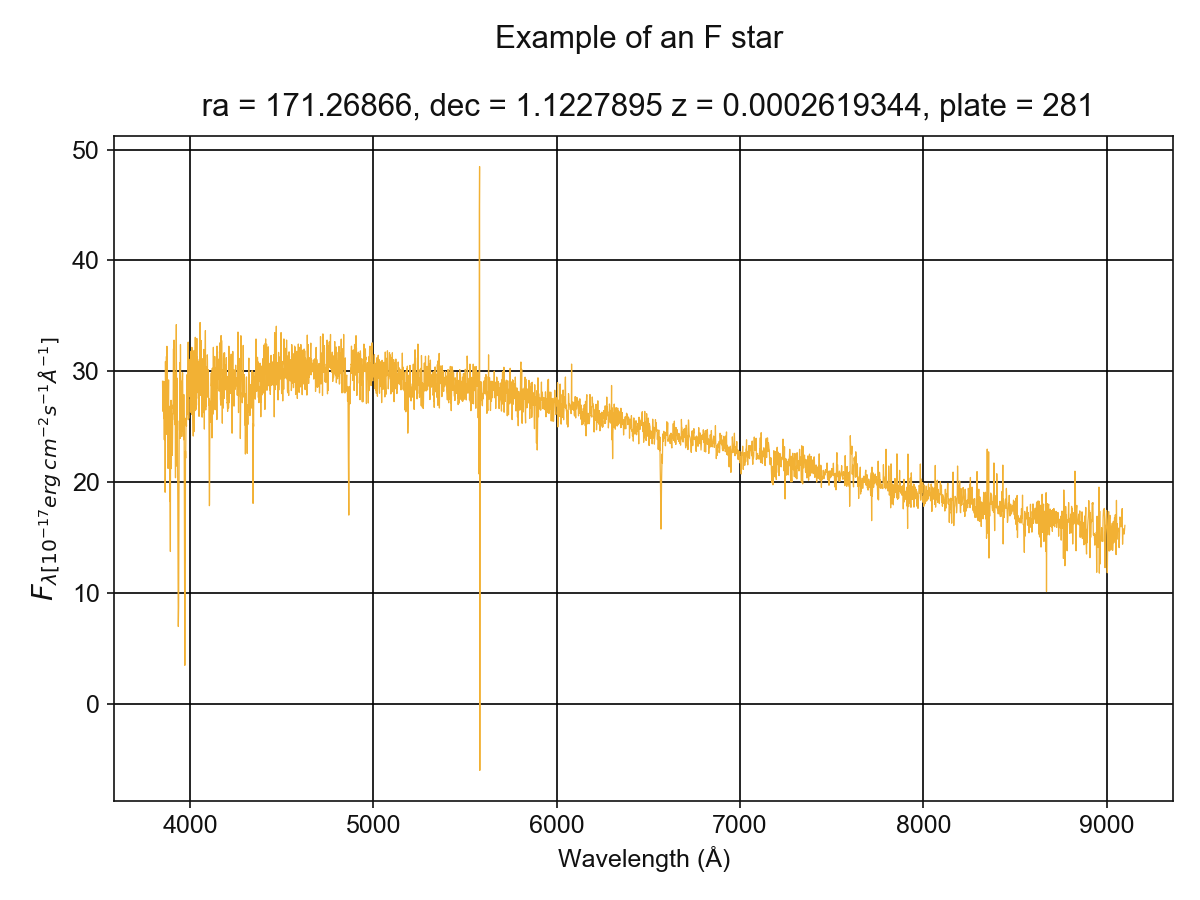 Example of an F star
ra = 171.26866, dec = 1.1227895 z = 0.0002619344, plate = 281
50
40
30
20
10
0
F_{λ[10^{-17} erg cm^{-2} s^{-1} Å^{-1}]}
4000 5000 6000 7000 8000 9000
Wavelength (Å)